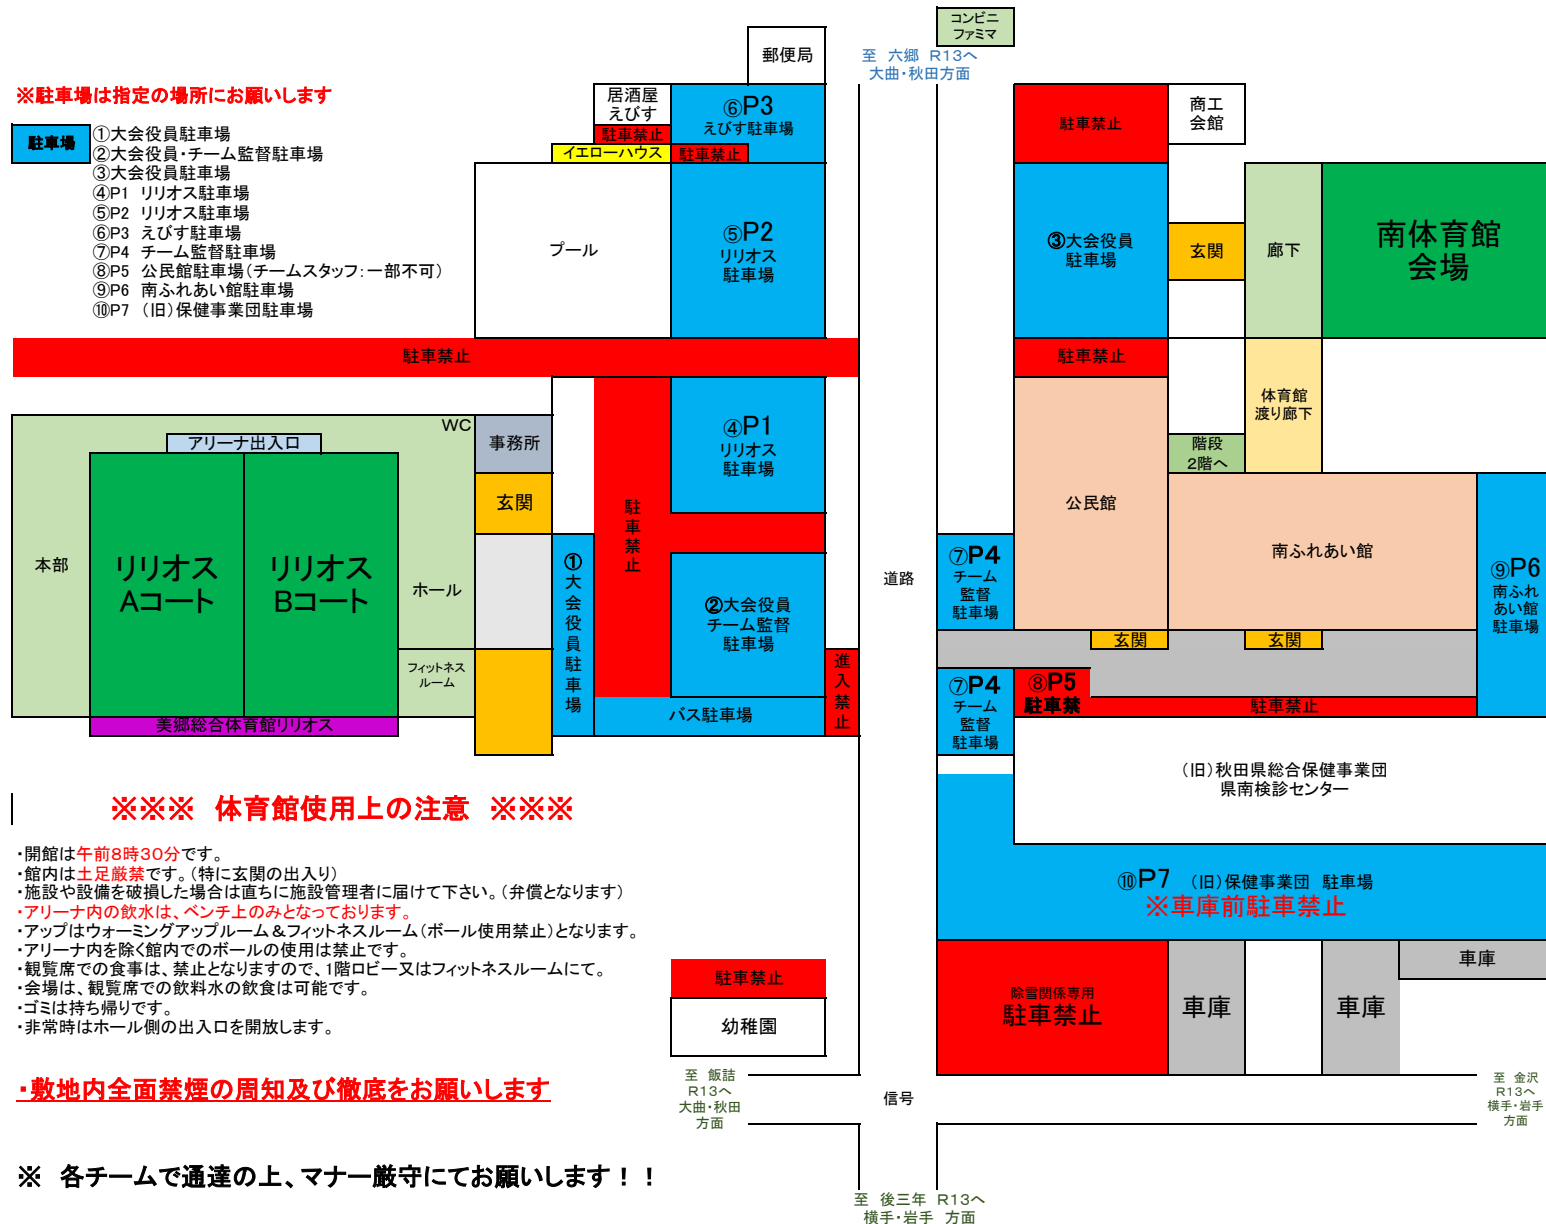 コンビニ
ファミマ
郵便局
至　六郷　R13へ
大曲・秋田方面
※駐車場は指定の場所にお願いします
駐車場
①大会役員駐車場
②大会役員・チーム監督駐車場
③大会役員駐車場
④P1　リリオス駐車場
⑤P2　リリオス駐車場
⑥P3　えびす駐車場
⑦P4　チーム監督駐車場
⑧P5　公民館駐車場（チームスタッフ：一部不可）
⑨P6　南ふれあい館駐車場
⑩P7　（旧）保健事業団駐車場
居酒屋
えびす
駐車禁止
イエローハウス
駐車禁止
⑥P3
えびす駐車場
駐車禁止
商工
会館
プール
⑤P2
リリオス
駐車場
③大会役員
駐車場
玄関
廊下
南体育館
会場
駐車禁止
駐車禁止
体育館
渡り廊下
階段
2階へ
WC
事務所
アリーナ出入口
玄関
④P1
リリオス
駐車場
駐車禁止
公民館
南ふれあい館
本部
リリオス
Aコート
リリオス
Bコート
ホール
フィットネス
ルーム
美郷総合体育館リリオス
①大会役員駐車場
②大会役員
チーム監督
駐車場
バス駐車場
進入禁止
道路
⑦P4
チーム
監督
駐車場
⑨P6
南ふれ
あい館
駐車場
玄関
玄関
⑦P4
チーム
監督
駐車場
⑧P5
駐車禁
駐車禁止
（旧）秋田県総合保健事業団
県南検診センター
⑩P7　（旧）保健事業団　駐車場
※車庫前駐車禁止
除雪関係専用
駐車禁止
車庫
車庫
車庫
※※※　体育館使用上の注意　※※※
・開館は午前8時30分です。
・館内は土足厳禁です。（特に玄関の出入り）
・施設や設備を破損した場合は直ちに施設管理者に届けて下さい。（弁償となります）
・アリーナ内の飲水は、ベンチ上のみとなっております。
・アップはウォーミングアップルーム＆フィットネスルーム（ボール使用禁止）となります。
・アリーナ内を除く館内でのボールの使用は禁止です。
・観覧席での食事は、禁止となりますので、1階ロビー又はフィットネスルームにて。
・会場は、観覧席での飲料水の飲食は可能です。
・ゴミは持ち帰りです。
・非常時はホール側の出入口を開放します。
駐車禁止
幼稚園
・敷地内全面禁煙の周知及び徹底をお願いします
至　飯詰
R13へ
大曲・秋田
方面
信号
至　金沢
R13へ
横手・岩手
方面
※　各チームで通達の上、マナー厳守にてお願いします！！
至　後三年　R13へ
横手・岩手　方面